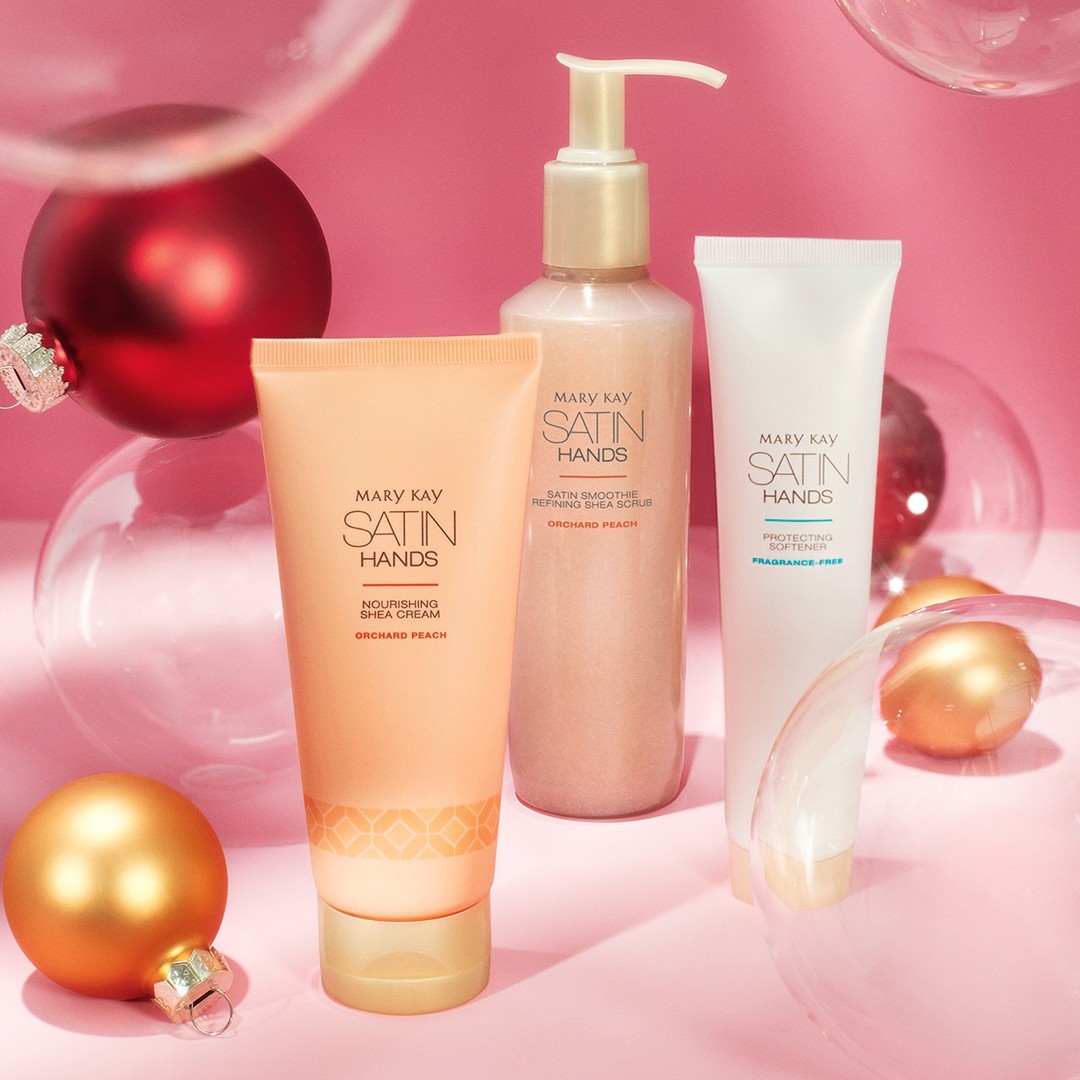 MARY KAY
SATIN
HANDS
NOURISHING
SHEA CREAM
ORCHARD PEACH
MARY KAY
SATIN
HANDS
SATIN SMOOTHIE
REFINING SHEA SCRUB
ORCHARD PEACH
MARY KAY
SATIN
HANDS
PROTECTING
SOFTENER
FRAGRANCE-FREE